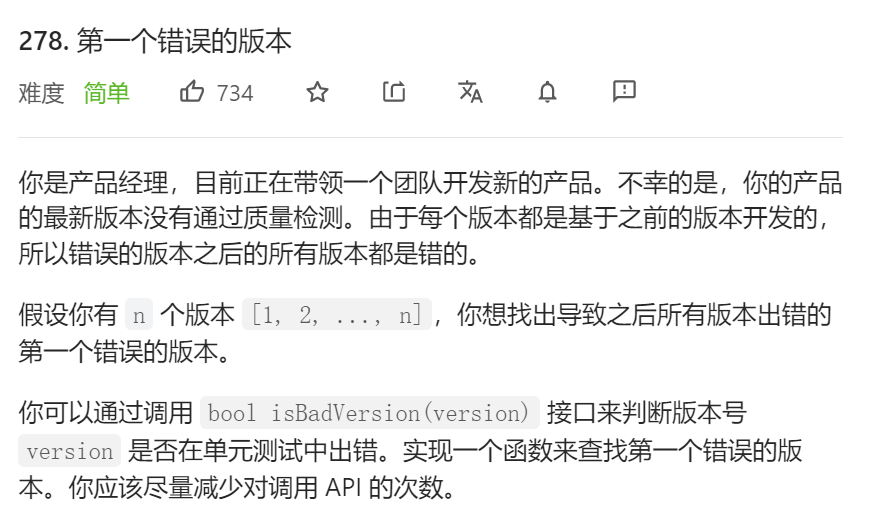 278. 第一个错误的版本
难度 简单 734
你是产品经理，目前正在带领一个团队开发新的产品。不幸的是，你的产品
的最新版本没有通过质量检测。由于每个版本都是基于之前的版本开发的，
所以错误的版本之后的所有版本都是错的。
假设你有 n 个版本 [1, 2, ..., n]，你想找出导致之后所有版本出错的
第一个错误的版本。
你可以通过调用 bool isBadVersion(version) 接口来判断版本号
version 是否在单元测试中出错。实现一个函数来查找第一个错误的版
本。你应该尽量减少对调用 API 的次数。